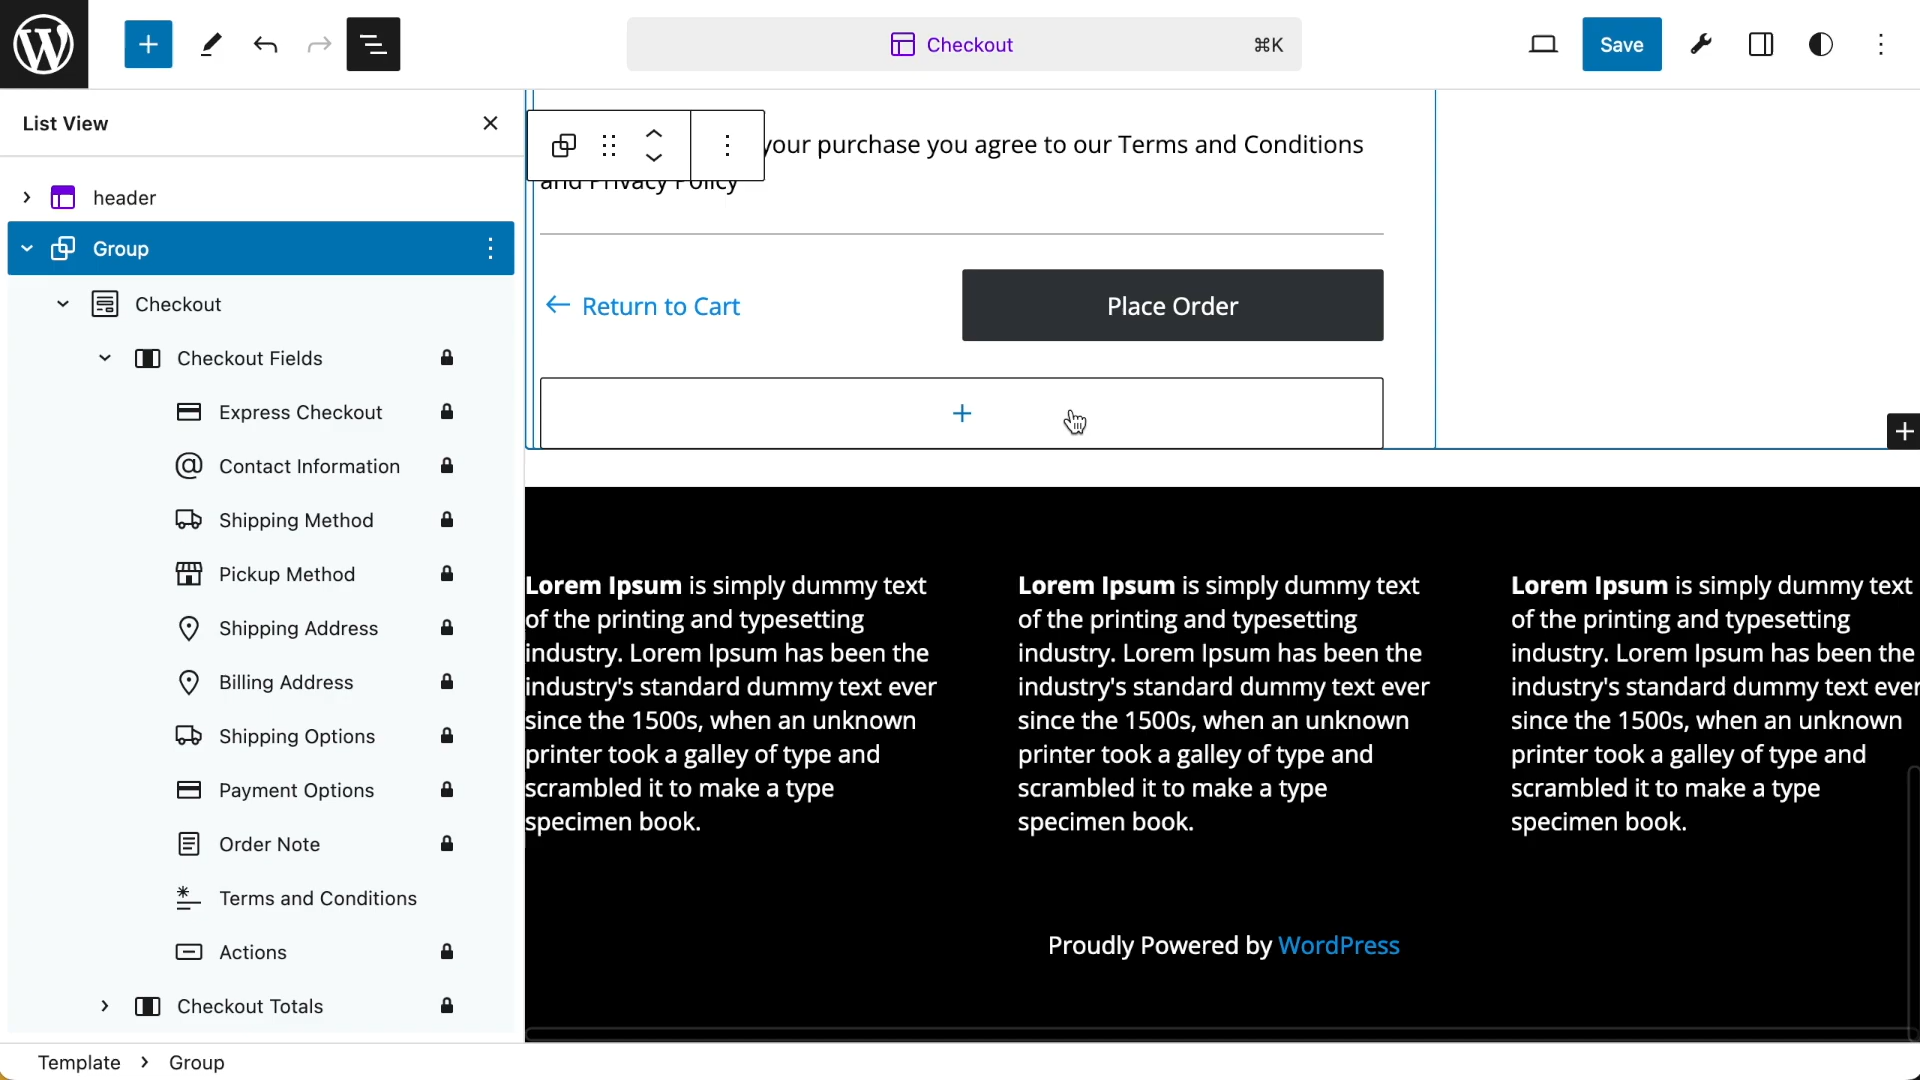 Checkout
⌘K
Save
List View
header
Group
Checkout
Checkout Fields
Express Checkout
Contact Information
Shipping Method
Pickup Method
Shipping Address
Billing Address
Shipping Options
Payment Options
Order Note
Terms and Conditions
Actions
Checkout Totals
Template > Group
your purchase you agree to our Terms and Conditions
and Privacy Policy
← Return to Cart
Place Order
Lorem Ipsum is simply dummy text
of the printing and typesetting
industry. Lorem Ipsum has been the
industry's standard dummy text ever
since the 1500s, when an unknown
printer took a galley of type and
scrambled it to make a type
specimen book.
Lorem Ipsum is simply dummy text
of the printing and typesetting
industry. Lorem Ipsum has been the
industry's standard dummy text ever
since the 1500s, when an unknown
printer took a galley of type and
scrambled it to make a type
specimen book.
Lorem Ipsum is simply dummy text
of the printing and typesetting
industry. Lorem Ipsum has been the
industry's standard dummy text ever
since the 1500s, when an unknown
printer took a galley of type and
scrambled it to make a type
specimen book.
Proudly Powered by WordPress